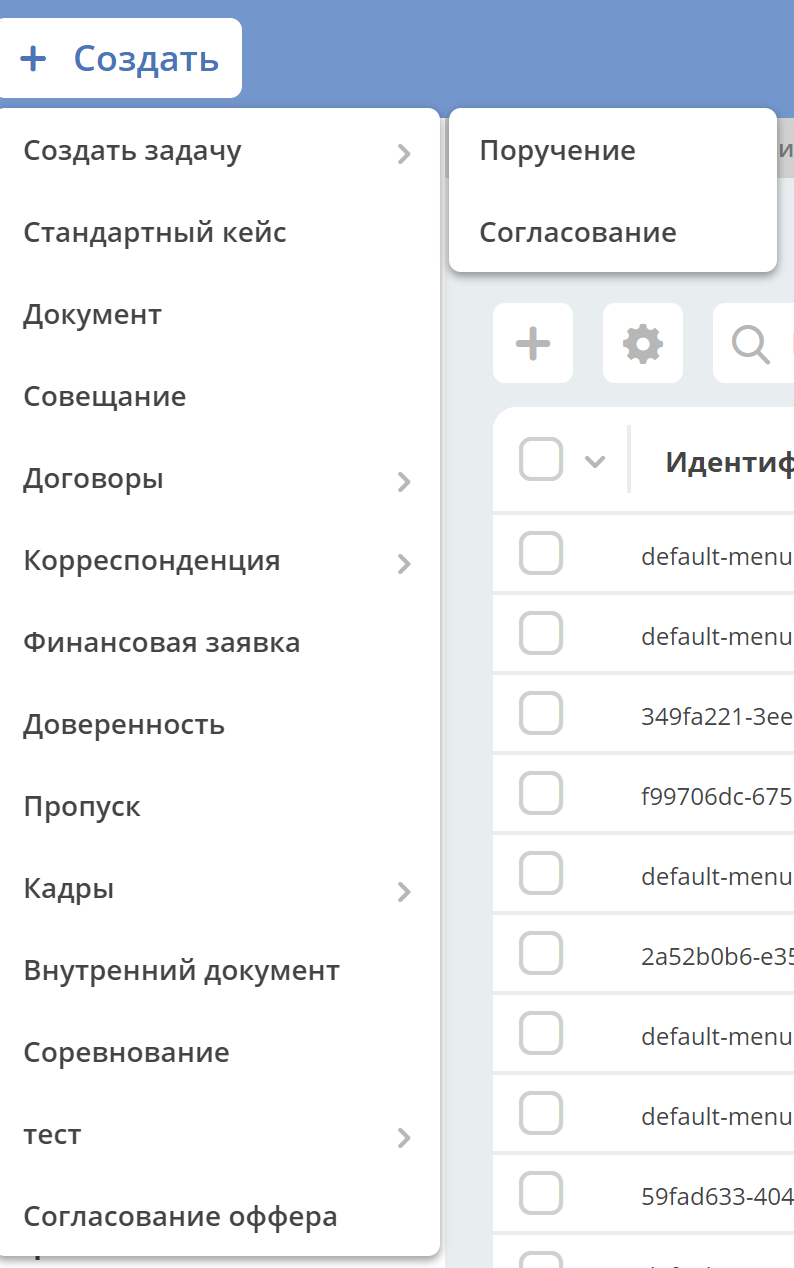 + Создать
Создать задачу
Стандартный кейс
Документ
Совещание
Договоры
Корреспонденция
Финансовая заявка
Доверенность
Пропуск
Кадры
Внутренний документ
Соревнование
тест
Согласование оффера
Поручение
Согласование
Идентиф
default-menu
default-menu
349fa221-3ee
f99706dc-675
default-menu
2a52b0b6-e35
default-menu
default-menu
59fad633-404